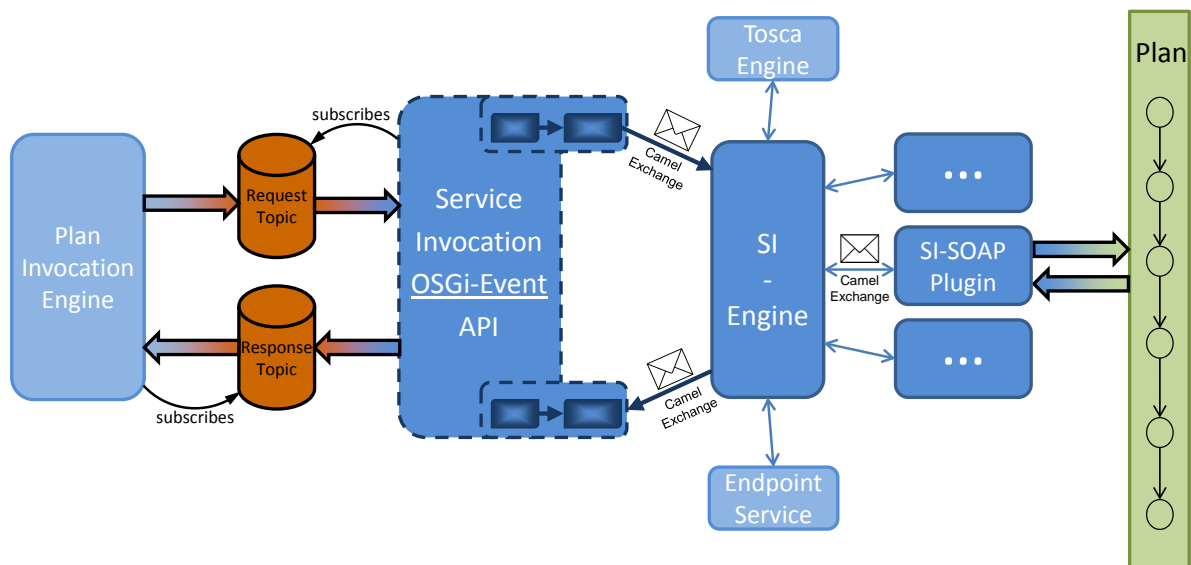 Tosca
Engine
Plan
subscribes
Camel
Exchange
Request
Topic
Service
Invocation
OSGi-Event
API
Plan
Invocation
Engine
SI
-
Engine
...
SI-SOAP
Plugin
Camel
Exchange
Response
Topic
...
subscribes
Camel
Exchange
Endpoint
Service